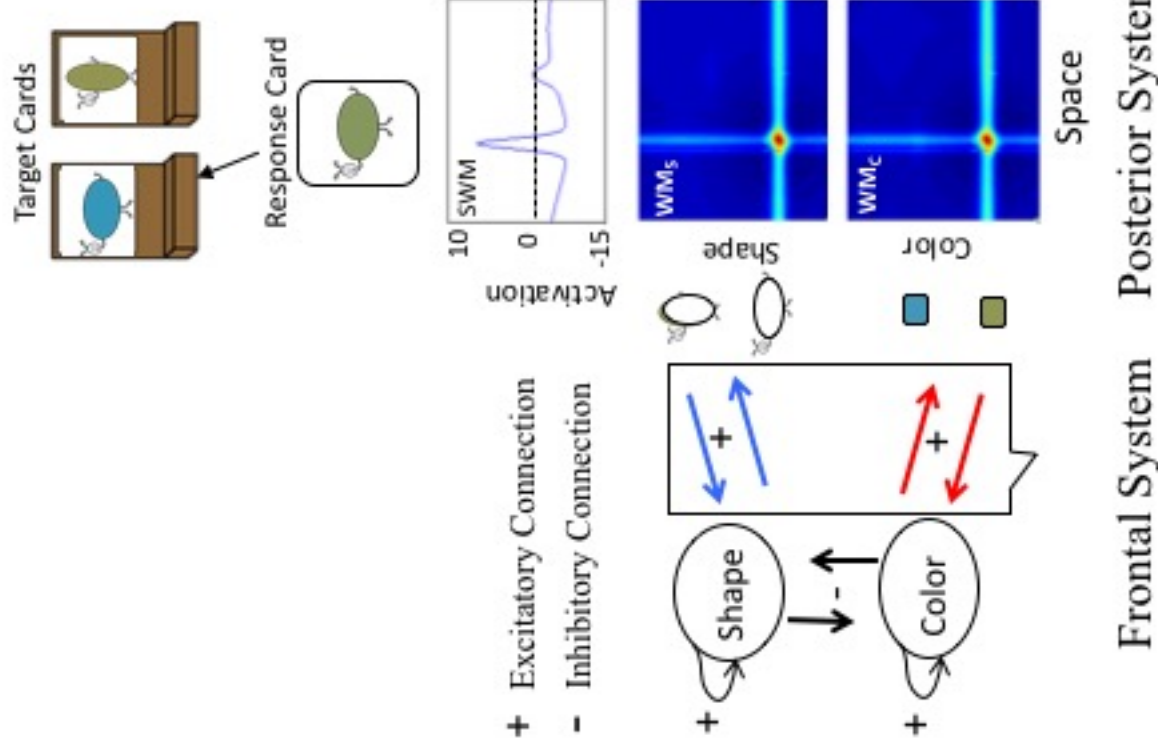 Target Cards
Response Card
+ Excitatory Connection
- Inhibitory Connection
Activation
10
0
-15
SWM
+
Shape
-
+
Color
+
+
Shape
WMs
Color
WMc
Space
Frontal System
Posterior System